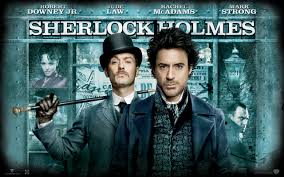 ROBERT DOWNEY JR. JUDE LAW RACHEL McADAMS MARK STRONG
SHERLOCK HOLMES